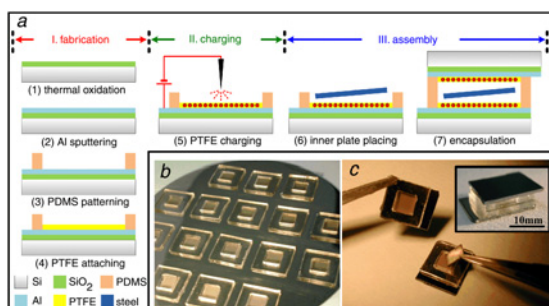 a
I. fabrication
II. charging
III. assembly
(1) thermal oxidation
(2) Al sputtering
(3) PDMS patterning
(4) PTFE attaching
(5) PTFE charging
(6) inner plate placing
(7) encapsulation
Si
SiO2
PDMS
Al
PTFE
steel
b
c
10mm